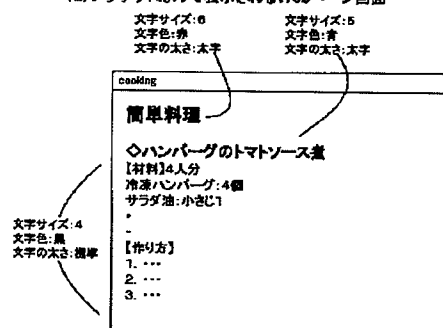 文字サイズ:6
文字色:赤
文字の太さ:太字
文字サイズ:5
文字色:青
文字の太さ:太字
cooking
簡単料理
◇ハンバーグのトマトソース煮
【材料】4人分
冷凍ハンバーグ:4個
サラダ油:小さじ1
文字サイズ:4
文字色:黒
文字の太さ:標準
【作り方】
1. ・・・
2. ・・・
3. ・・・